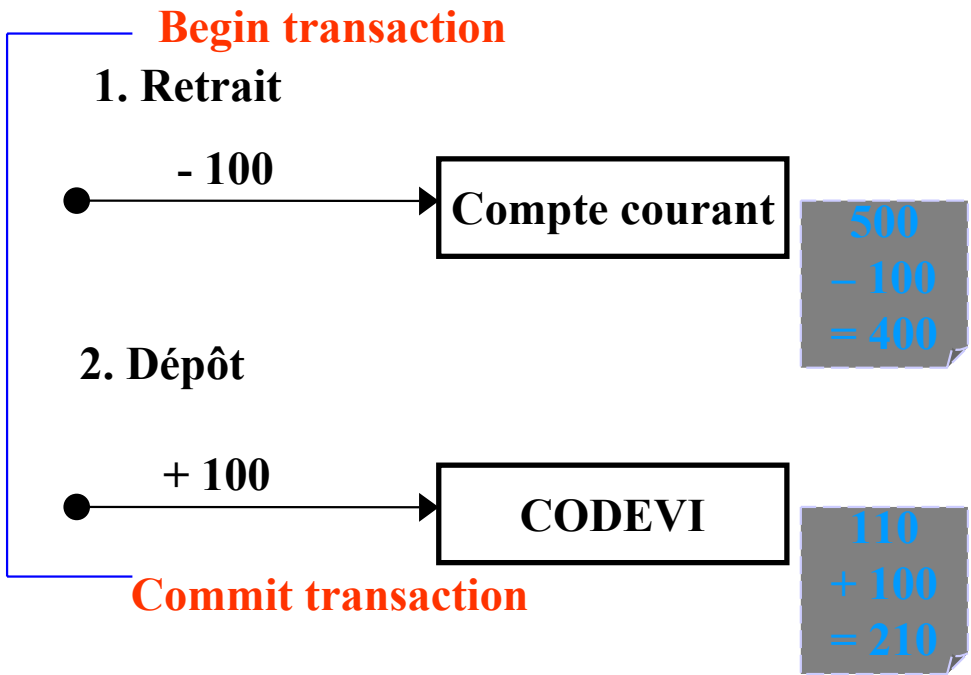 Begin transaction
1. Retrait
- 100
Compte courant
500
– 100
= 400
2. Dépôt
+ 100
CODEVI
110
+ 100
= 210
Commit transaction